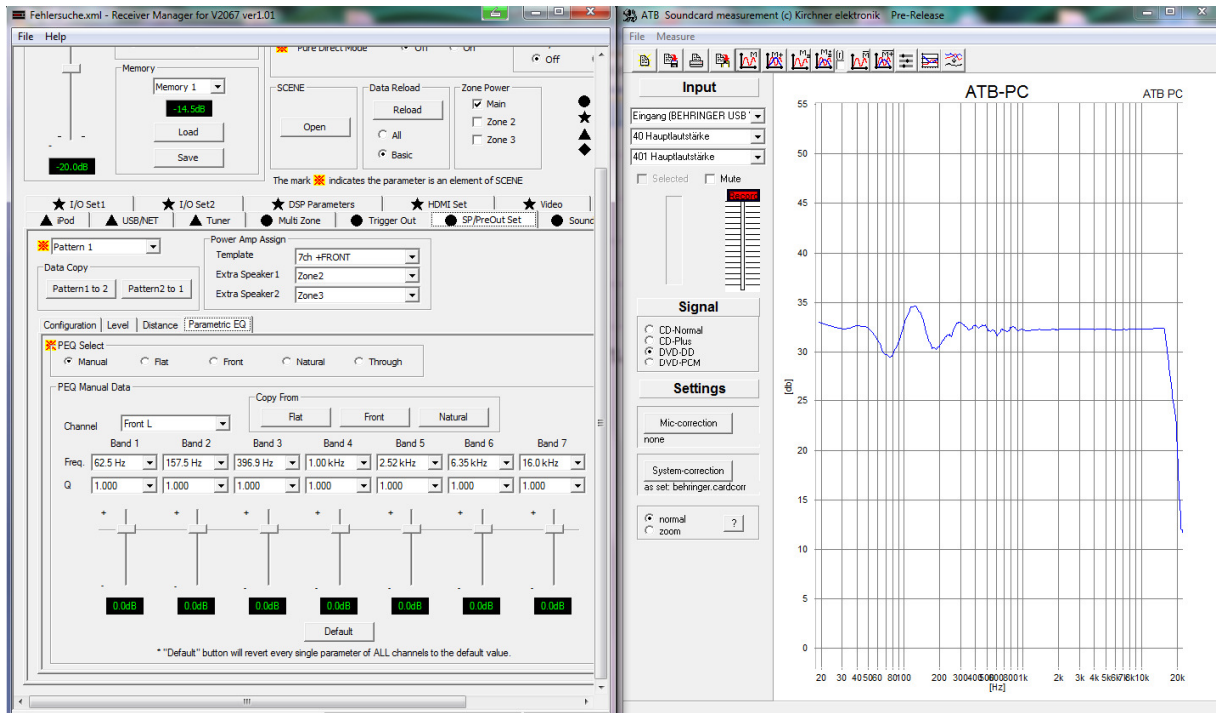 Fehlersuche.xml - Receiver Manager for V2067 ver1.01
File Help
Pure Direct Mode Off On
Off
Memory
Memory 1
-14.5dB
Load
Save
-20.0dB
SCENE
Open
Data Reload
Reload
All
Basic
Zone Power
Main
Zone 2
Zone 3
The mark ※ indicates the parameter is an element of SCENE
★ I/O Set1 ★ I/O Set2 ★ DSP Parameters ★ HDMI Set ★ Video
▲ iPod ▲ USB/NET ▲ Tuner ● Multi Zone ● Trigger Out ● SP/PreOut Set ● Sound
※ Pattern 1
Data Copy
Pattern1 to 2 Pattern2 to 1
Power Amp Assign
Template 7ch +FRONT
Extra Speaker1 Zone2
Extra Speaker2 Zone3
Configuration Level Distance Parametric EQ
※ PEQ Select
Manual Flat Front Natural Through
PEQ Manual Data
Channel Front L
Copy From
Flat Front Natural
Band 1 Band 2 Band 3 Band 4 Band 5 Band 6 Band 7
Freq. 62.5 Hz 157.5 Hz 396.9 Hz 1.00 kHz 2.52 kHz 6.35 kHz 16.0 kHz
Q 1.000 1.000 1.000 1.000 1.000 1.000 1.000
+ + + + + + +
- - - - - - -
0.0dB 0.0dB 0.0dB 0.0dB 0.0dB 0.0dB 0.0dB
Default
* "Default" button will revert every single parameter of ALL channels to the default value.
ATB Soundcard measurement (c) Kirchner elektronik Pre-Release
File Measure
Input
Eingang (BEHRINGER USB
40 Hauptlautstärke
401 Hauptlautstärke
Selected Mute
Record
Signal
CD-Normal
CD-Plus
DVD-DD
DVD-PCM
Settings
Mic-correction
none
System-correction
as set: behringer.cardcorr
normal
zoom
?
ATB-PC
ATB PC
55
50
45
40
35
30
25
20
15
10
5
0
[db]
20 30 40 50 60 80 100 200 300 400 500 600 800 1k 2k 3k 4k 5k 6k 7k 8k 10k 20k
[Hz]